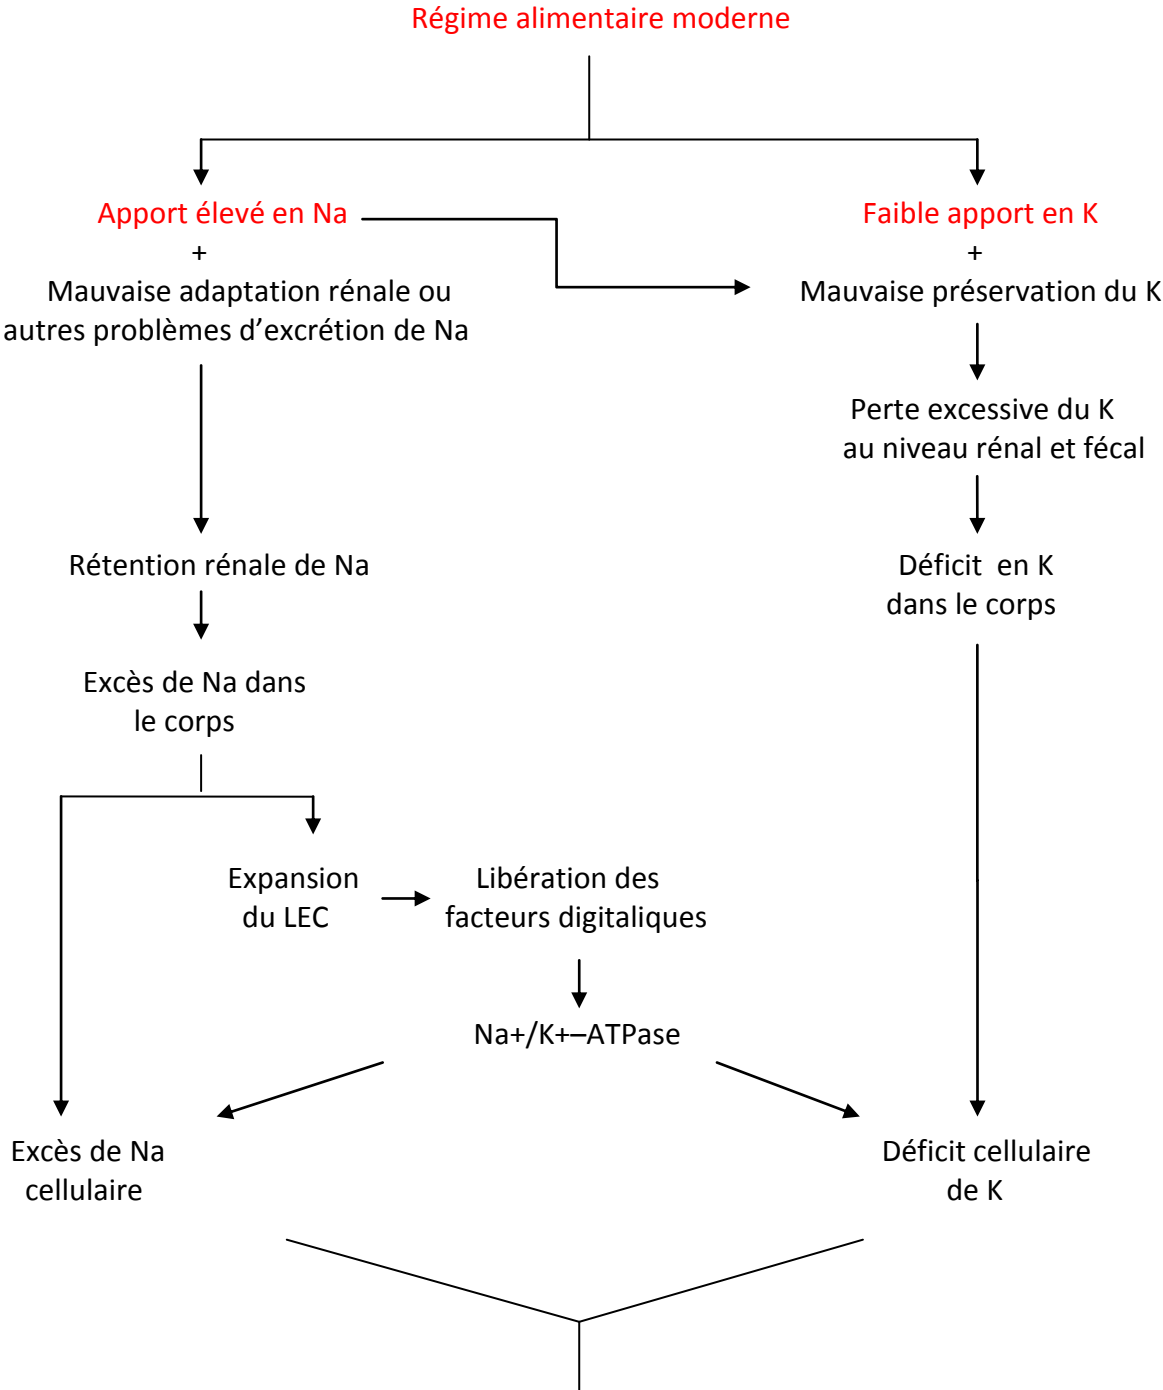 Régime alimentaire moderne
Apport élevé en Na
+
Mauvaise adaptation rénale ou
autres problèmes d'excrétion de Na
Faible apport en K
+
Mauvaise préservation du K
Perte excessive du K
au niveau rénal et fécal
Rétention rénale de Na
Déficit en K
dans le corps
Excès de Na dans
le corps
Expansion
du LEC
Libération des
facteurs digitaliques
Na+/K+–ATPase
Excès de Na
cellulaire
Déficit cellulaire
de K